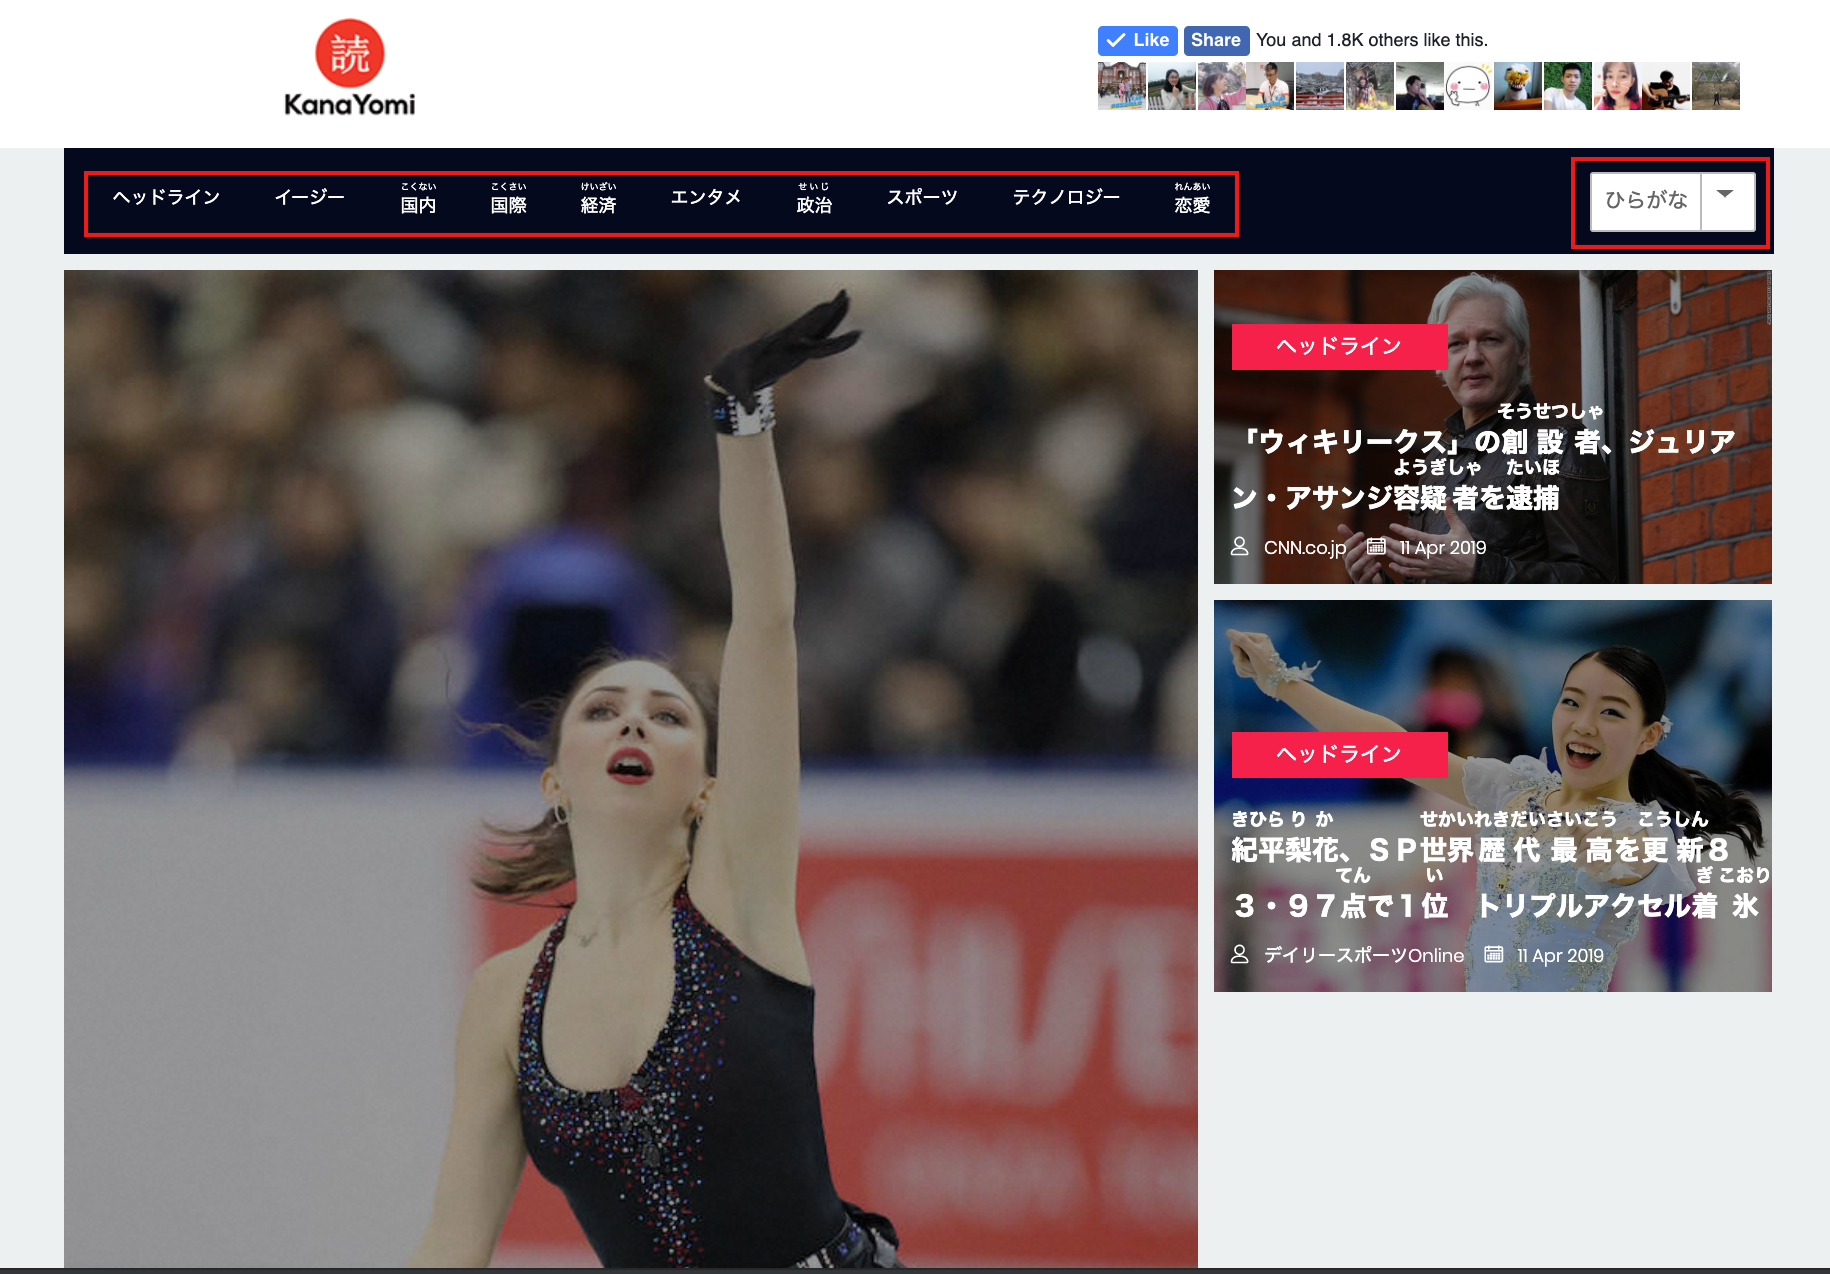 読
KanaYomi
Like Share You and 1.8K others like this.
ヘッドライン イージー 国内 国際 経済 エンタメ 政治 スポーツ テクノロジー 恋愛 ひらがな
こくない こくさい けいざい せいじ れんあい
ヘッドライン
そうせつしゃ
「ウィキリークス」の創設者、ジュリア
ようぎしゃ たいほ
ン・アサンジ容疑者を逮捕
CNN.co.jp 11 Apr 2019
ヘッドライン
きひらりか せかいれきだいさいこう こうしん
紀平梨花、ＳＰ世界歴代最高を更新８
てん い ぎ こおり
３・９７点で１位　トリプルアクセル着氷
デイリースポーツOnline 11 Apr 2019